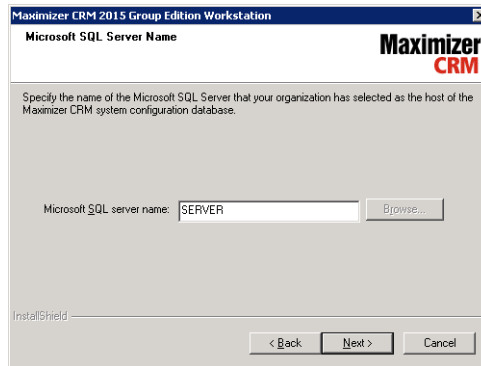 Maximizer CRM 2015 Group Edition Workstation
Microsoft SQL Server Name
Maximizer
CRM
Specify the name of the Microsoft SQL Server that your organization has selected as the host of the
Maximizer CRM system configuration database.
Microsoft SQL server name: SERVER Browse...
InstallShield
< Back Next > Cancel